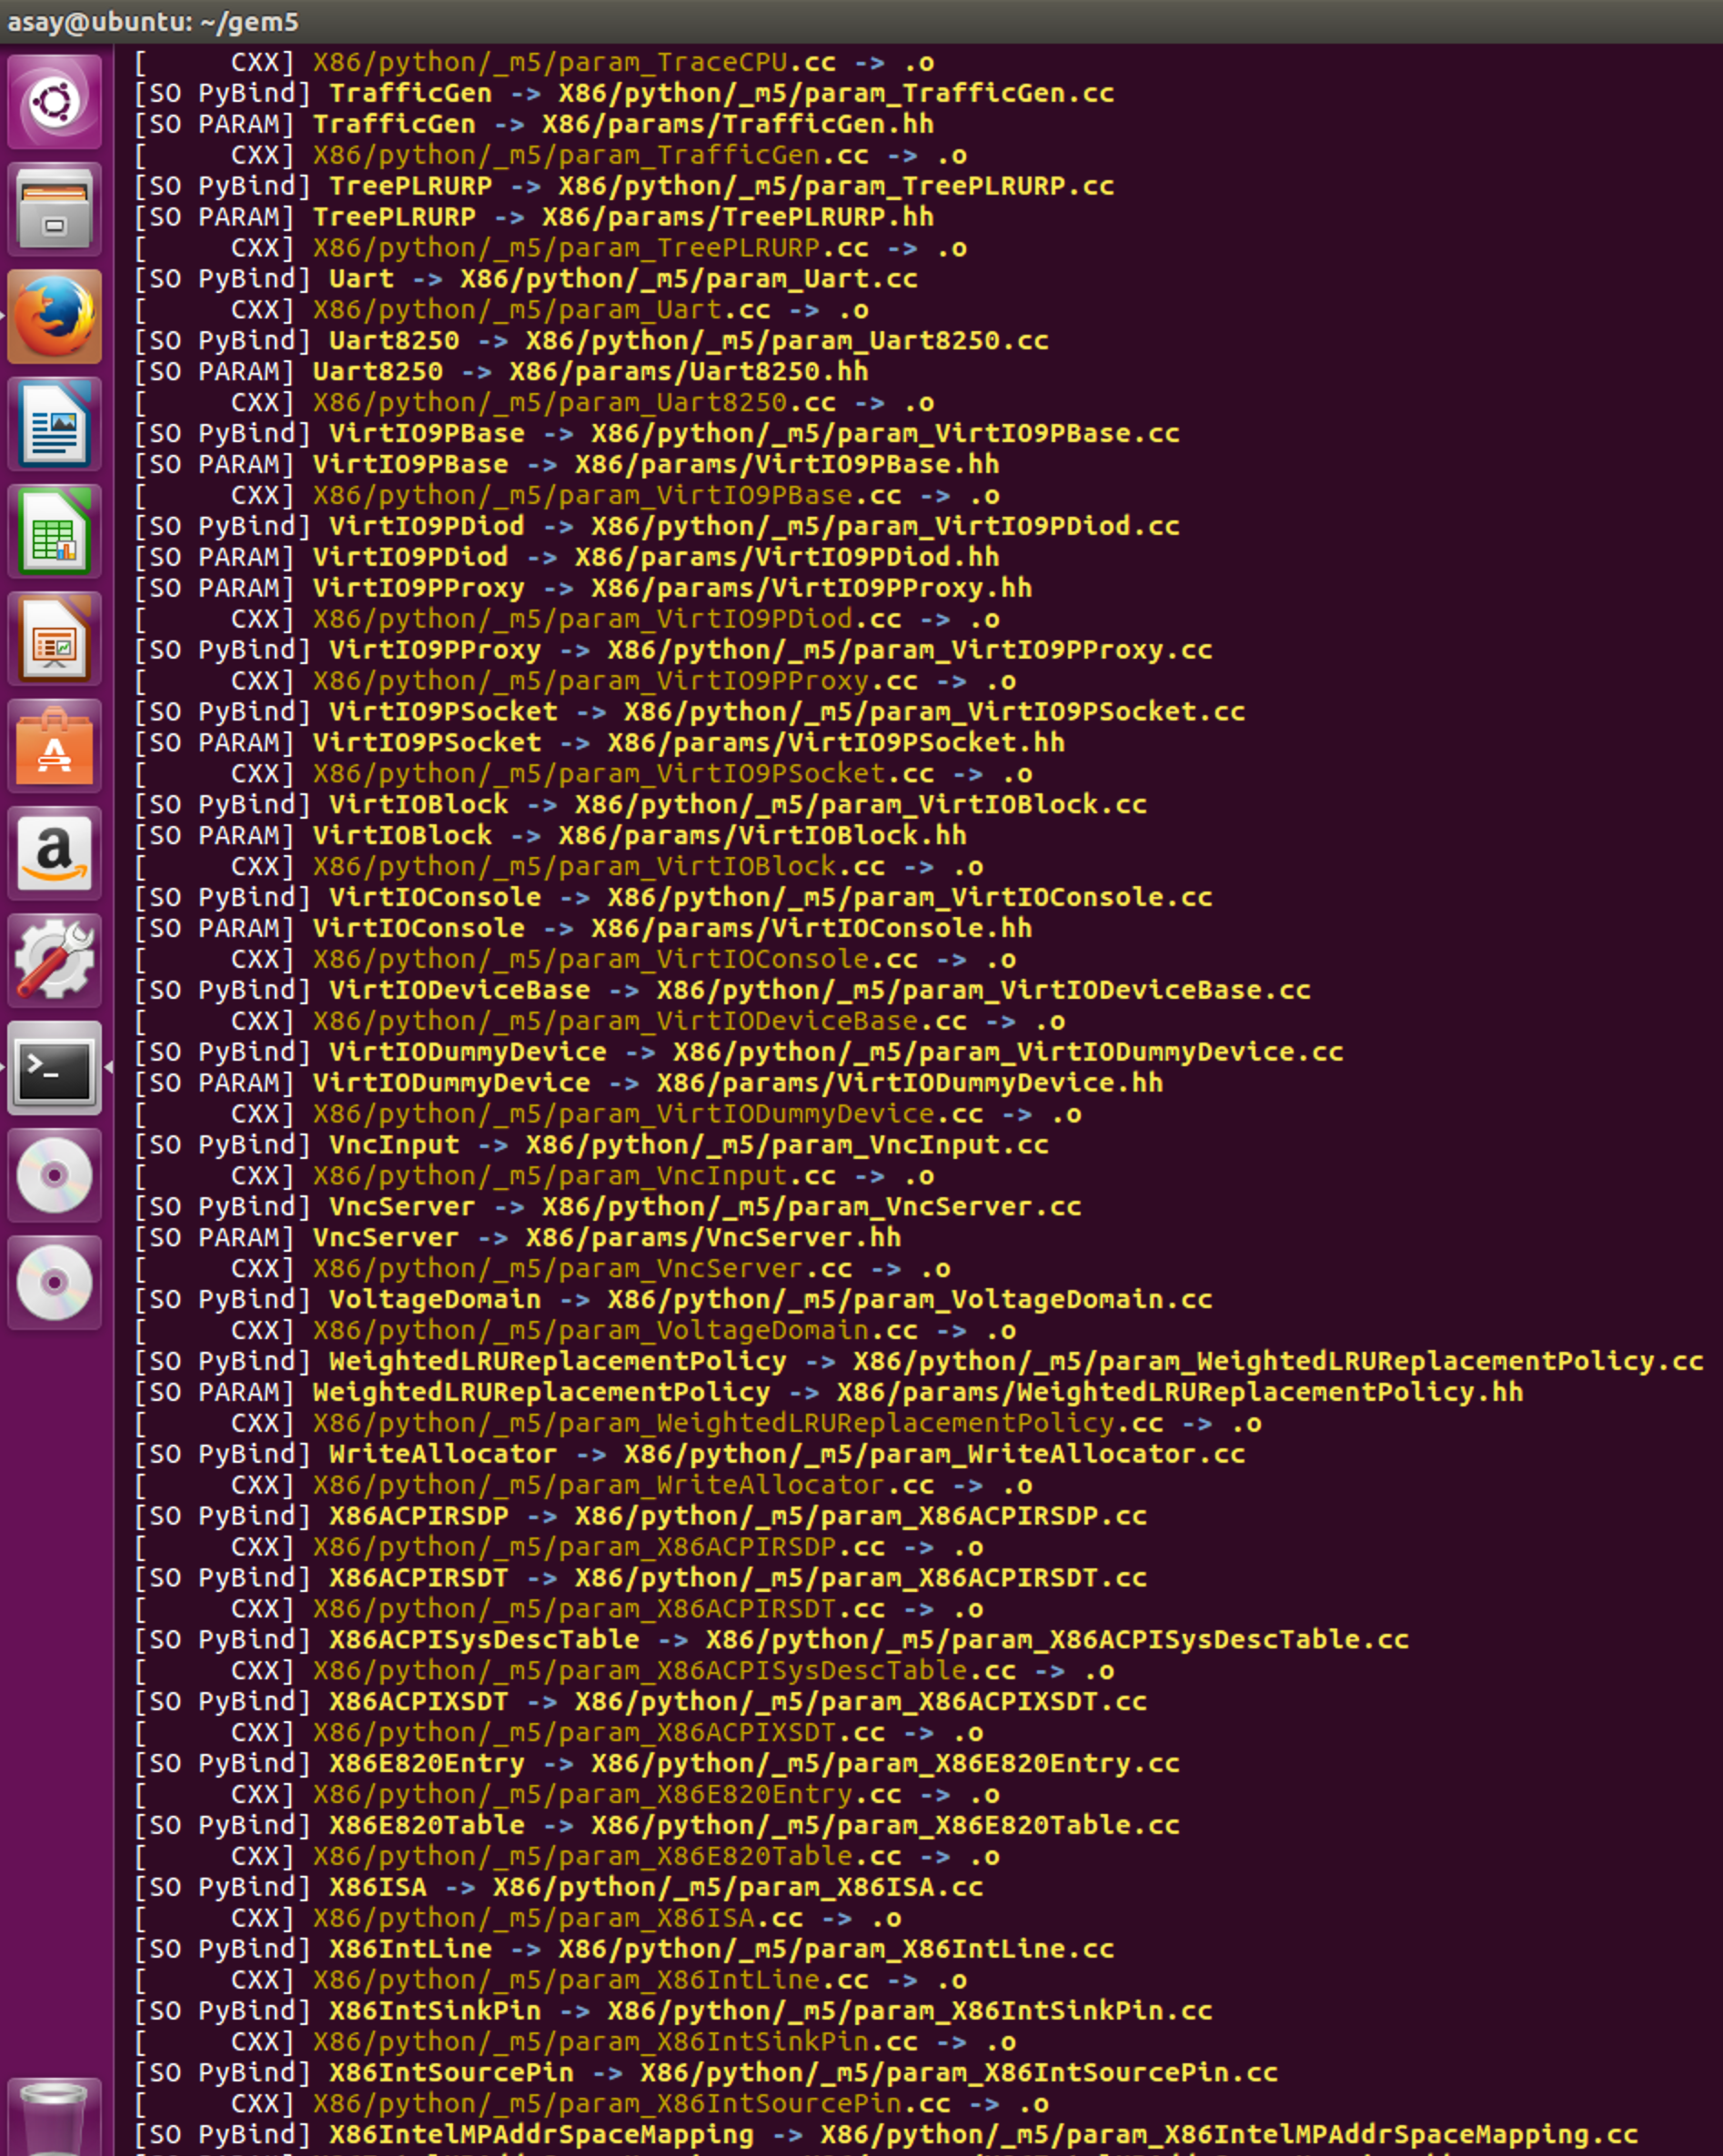 asay@ubuntu: ~/gem5
[     CXX] X86/python/_m5/param_TraceCPU.cc -> .o
[SO PyBind] TrafficGen -> X86/python/_m5/param_TrafficGen.cc
[SO PARAM] TrafficGen -> X86/params/TrafficGen.hh
[     CXX] X86/python/_m5/param_TrafficGen.cc -> .o
[SO PyBind] TreePLRURP -> X86/python/_m5/param_TreePLRURP.cc
[SO PARAM] TreePLRURP -> X86/params/TreePLRURP.hh
[     CXX] X86/python/_m5/param_TreePLRURP.cc -> .o
[SO PyBind] Uart -> X86/python/_m5/param_Uart.cc
[     CXX] X86/python/_m5/param_Uart.cc -> .o
[SO PyBind] Uart8250 -> X86/python/_m5/param_Uart8250.cc
[SO PARAM] Uart8250 -> X86/params/Uart8250.hh
[     CXX] X86/python/_m5/param_Uart8250.cc -> .o
[SO PyBind] VirtIO9PBase -> X86/python/_m5/param_VirtIO9PBase.cc
[SO PARAM] VirtIO9PBase -> X86/params/VirtIO9PBase.hh
[     CXX] X86/python/_m5/param_VirtIO9PBase.cc -> .o
[SO PyBind] VirtIO9PDiod -> X86/python/_m5/param_VirtIO9PDiod.cc
[SO PARAM] VirtIO9PDiod -> X86/params/VirtIO9PDiod.hh
[SO PARAM] VirtIO9PProxy -> X86/params/VirtIO9PProxy.hh
[     CXX] X86/python/_m5/param_VirtIO9PDiod.cc -> .o
[SO PyBind] VirtIO9PProxy -> X86/python/_m5/param_VirtIO9PProxy.cc
[     CXX] X86/python/_m5/param_VirtIO9PProxy.cc -> .o
[SO PyBind] VirtIO9PSocket -> X86/python/_m5/param_VirtIO9PSocket.cc
[SO PARAM] VirtIO9PSocket -> X86/params/VirtIO9PSocket.hh
[     CXX] X86/python/_m5/param_VirtIO9PSocket.cc -> .o
[SO PyBind] VirtIOBlock -> X86/python/_m5/param_VirtIOBlock.cc
[SO PARAM] VirtIOBlock -> X86/params/VirtIOBlock.hh
[     CXX] X86/python/_m5/param_VirtIOBlock.cc -> .o
[SO PyBind] VirtIOConsole -> X86/python/_m5/param_VirtIOConsole.cc
[SO PARAM] VirtIOConsole -> X86/params/VirtIOConsole.hh
[     CXX] X86/python/_m5/param_VirtIOConsole.cc -> .o
[SO PyBind] VirtIODeviceBase -> X86/python/_m5/param_VirtIODeviceBase.cc
[     CXX] X86/python/_m5/param_VirtIODeviceBase.cc -> .o
[SO PyBind] VirtIODummyDevice -> X86/python/_m5/param_VirtIODummyDevice.cc
[SO PARAM] VirtIODummyDevice -> X86/params/VirtIODummyDevice.hh
[     CXX] X86/python/_m5/param_VirtIODummyDevice.cc -> .o
[SO PyBind] VncInput -> X86/python/_m5/param_VncInput.cc
[     CXX] X86/python/_m5/param_VncInput.cc -> .o
[SO PyBind] VncServer -> X86/python/_m5/param_VncServer.cc
[SO PARAM] VncServer -> X86/params/VncServer.hh
[     CXX] X86/python/_m5/param_VncServer.cc -> .o
[SO PyBind] VoltageDomain -> X86/python/_m5/param_VoltageDomain.cc
[     CXX] X86/python/_m5/param_VoltageDomain.cc -> .o
[SO PyBind] WeightedLRUReplacementPolicy -> X86/python/_m5/param_WeightedLRUReplacementPolicy.cc
[SO PARAM] WeightedLRUReplacementPolicy -> X86/params/WeightedLRUReplacementPolicy.hh
[     CXX] X86/python/_m5/param_WeightedLRUReplacementPolicy.cc -> .o
[SO PyBind] WriteAllocator -> X86/python/_m5/param_WriteAllocator.cc
[     CXX] X86/python/_m5/param_WriteAllocator.cc -> .o
[SO PyBind] X86ACPIRSDP -> X86/python/_m5/param_X86ACPIRSDP.cc
[     CXX] X86/python/_m5/param_X86ACPIRSDP.cc -> .o
[SO PyBind] X86ACPIRSDT -> X86/python/_m5/param_X86ACPIRSDT.cc
[     CXX] X86/python/_m5/param_X86ACPIRSDT.cc -> .o
[SO PyBind] X86ACPISysDescTable -> X86/python/_m5/param_X86ACPISysDescTable.cc
[     CXX] X86/python/_m5/param_X86ACPISysDescTable.cc -> .o
[SO PyBind] X86ACPIXSDT -> X86/python/_m5/param_X86ACPIXSDT.cc
[     CXX] X86/python/_m5/param_X86ACPIXSDT.cc -> .o
[SO PyBind] X86E820Entry -> X86/python/_m5/param_X86E820Entry.cc
[     CXX] X86/python/_m5/param_X86E820Entry.cc -> .o
[SO PyBind] X86E820Table -> X86/python/_m5/param_X86E820Table.cc
[     CXX] X86/python/_m5/param_X86E820Table.cc -> .o
[SO PyBind] X86ISA -> X86/python/_m5/param_X86ISA.cc
[     CXX] X86/python/_m5/param_X86ISA.cc -> .o
[SO PyBind] X86IntLine -> X86/python/_m5/param_X86IntLine.cc
[     CXX] X86/python/_m5/param_X86IntLine.cc -> .o
[SO PyBind] X86IntSinkPin -> X86/python/_m5/param_X86IntSinkPin.cc
[     CXX] X86/python/_m5/param_X86IntSinkPin.cc -> .o
[SO PyBind] X86IntSourcePin -> X86/python/_m5/param_X86IntSourcePin.cc
[     CXX] X86/python/_m5/param_X86IntSourcePin.cc -> .o
[SO PyBind] X86IntelMPAddrSpaceMapping -> X86/python/_m5/param_X86IntelMPAddrSpaceMapping.cc